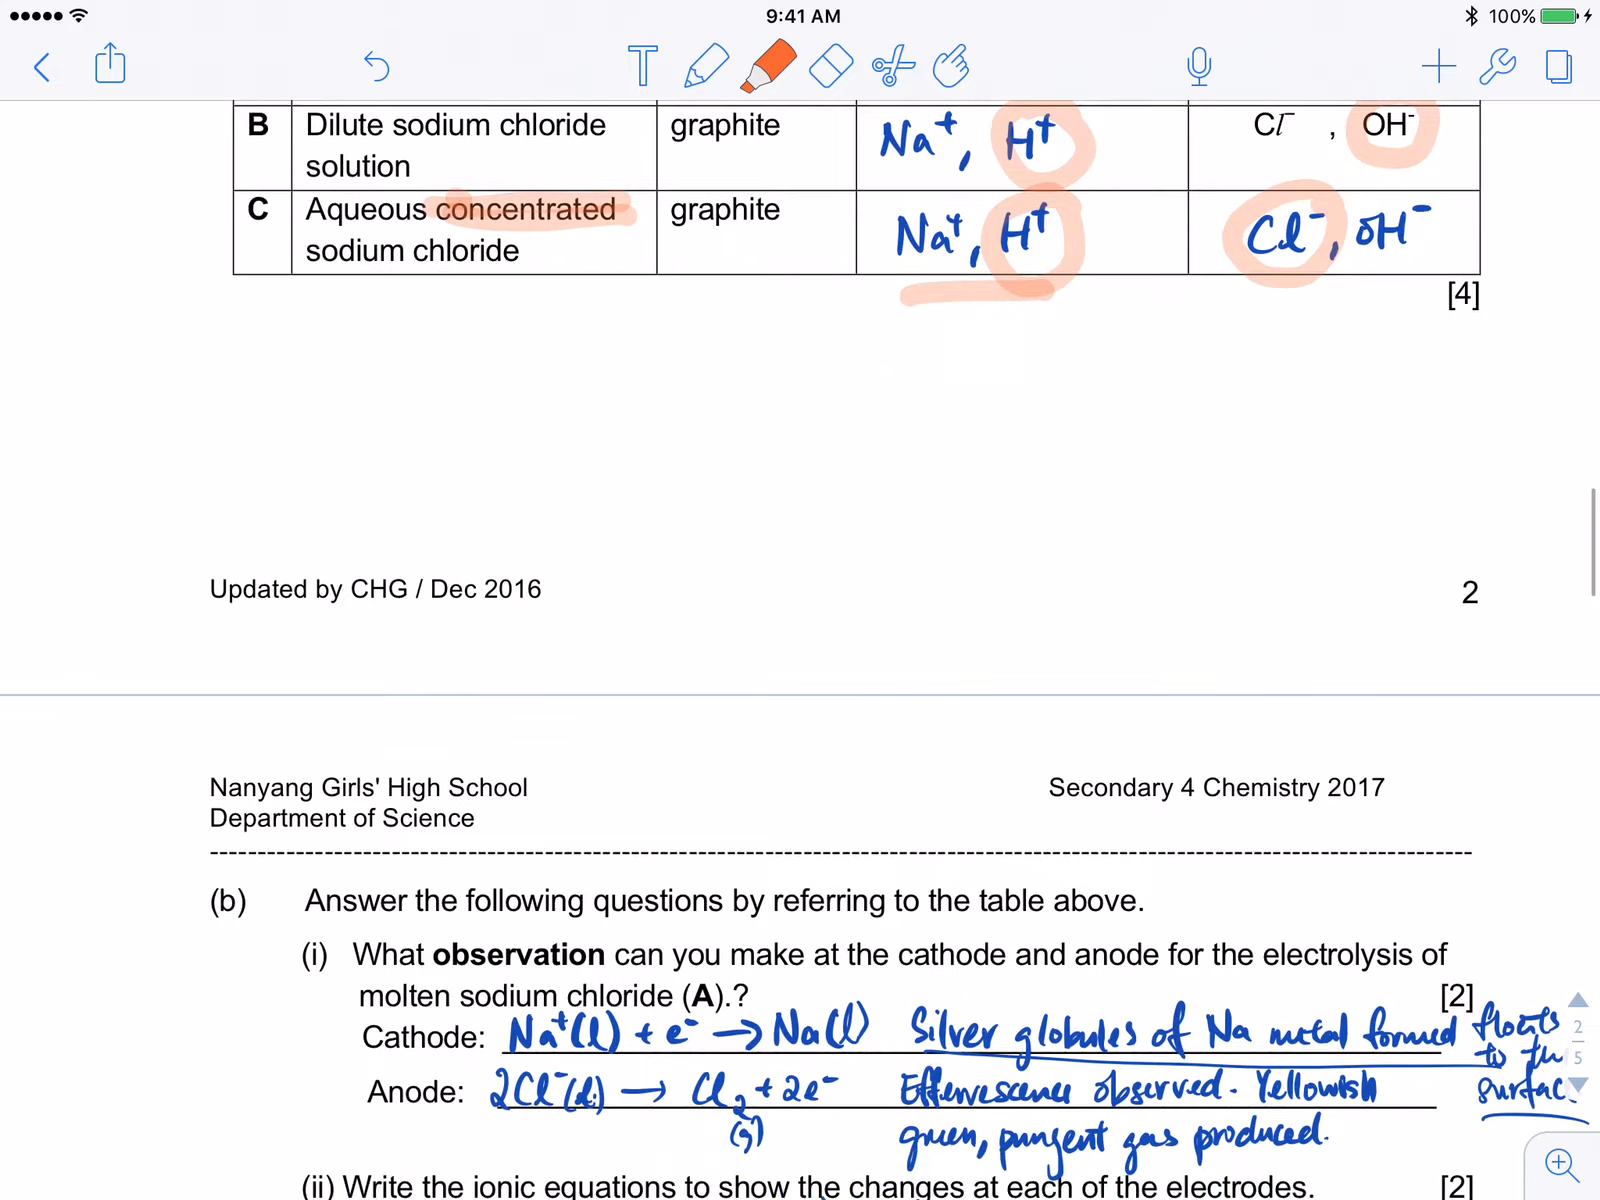 9:41 AM
100%
B Dilute sodium chloride solution graphite Na⁺, H⁺ Cl⁻ , OH⁻
C Aqueous concentrated sodium chloride graphite Na⁺, H⁺ Cl⁻, OH⁻
[4]
Updated by CHG / Dec 2016 2
Nanyang Girls' High School Secondary 4 Chemistry 2017
Department of Science
(b) Answer the following questions by referring to the table above.
(i) What observation can you make at the cathode and anode for the electrolysis of
molten sodium chloride (A).? [2]
Cathode: Na⁺(l) + e⁻ → Na(l) Silver globules of Na metal formed floats
to the
surface.
Anode: 2Cl⁻(l) → Cl₂ + 2e⁻ Effervescence observed. Yellowish
(g) green, pungent gas produced.
(ii) Write the ionic equations to show the changes at each of the electrodes. [2]
2
5